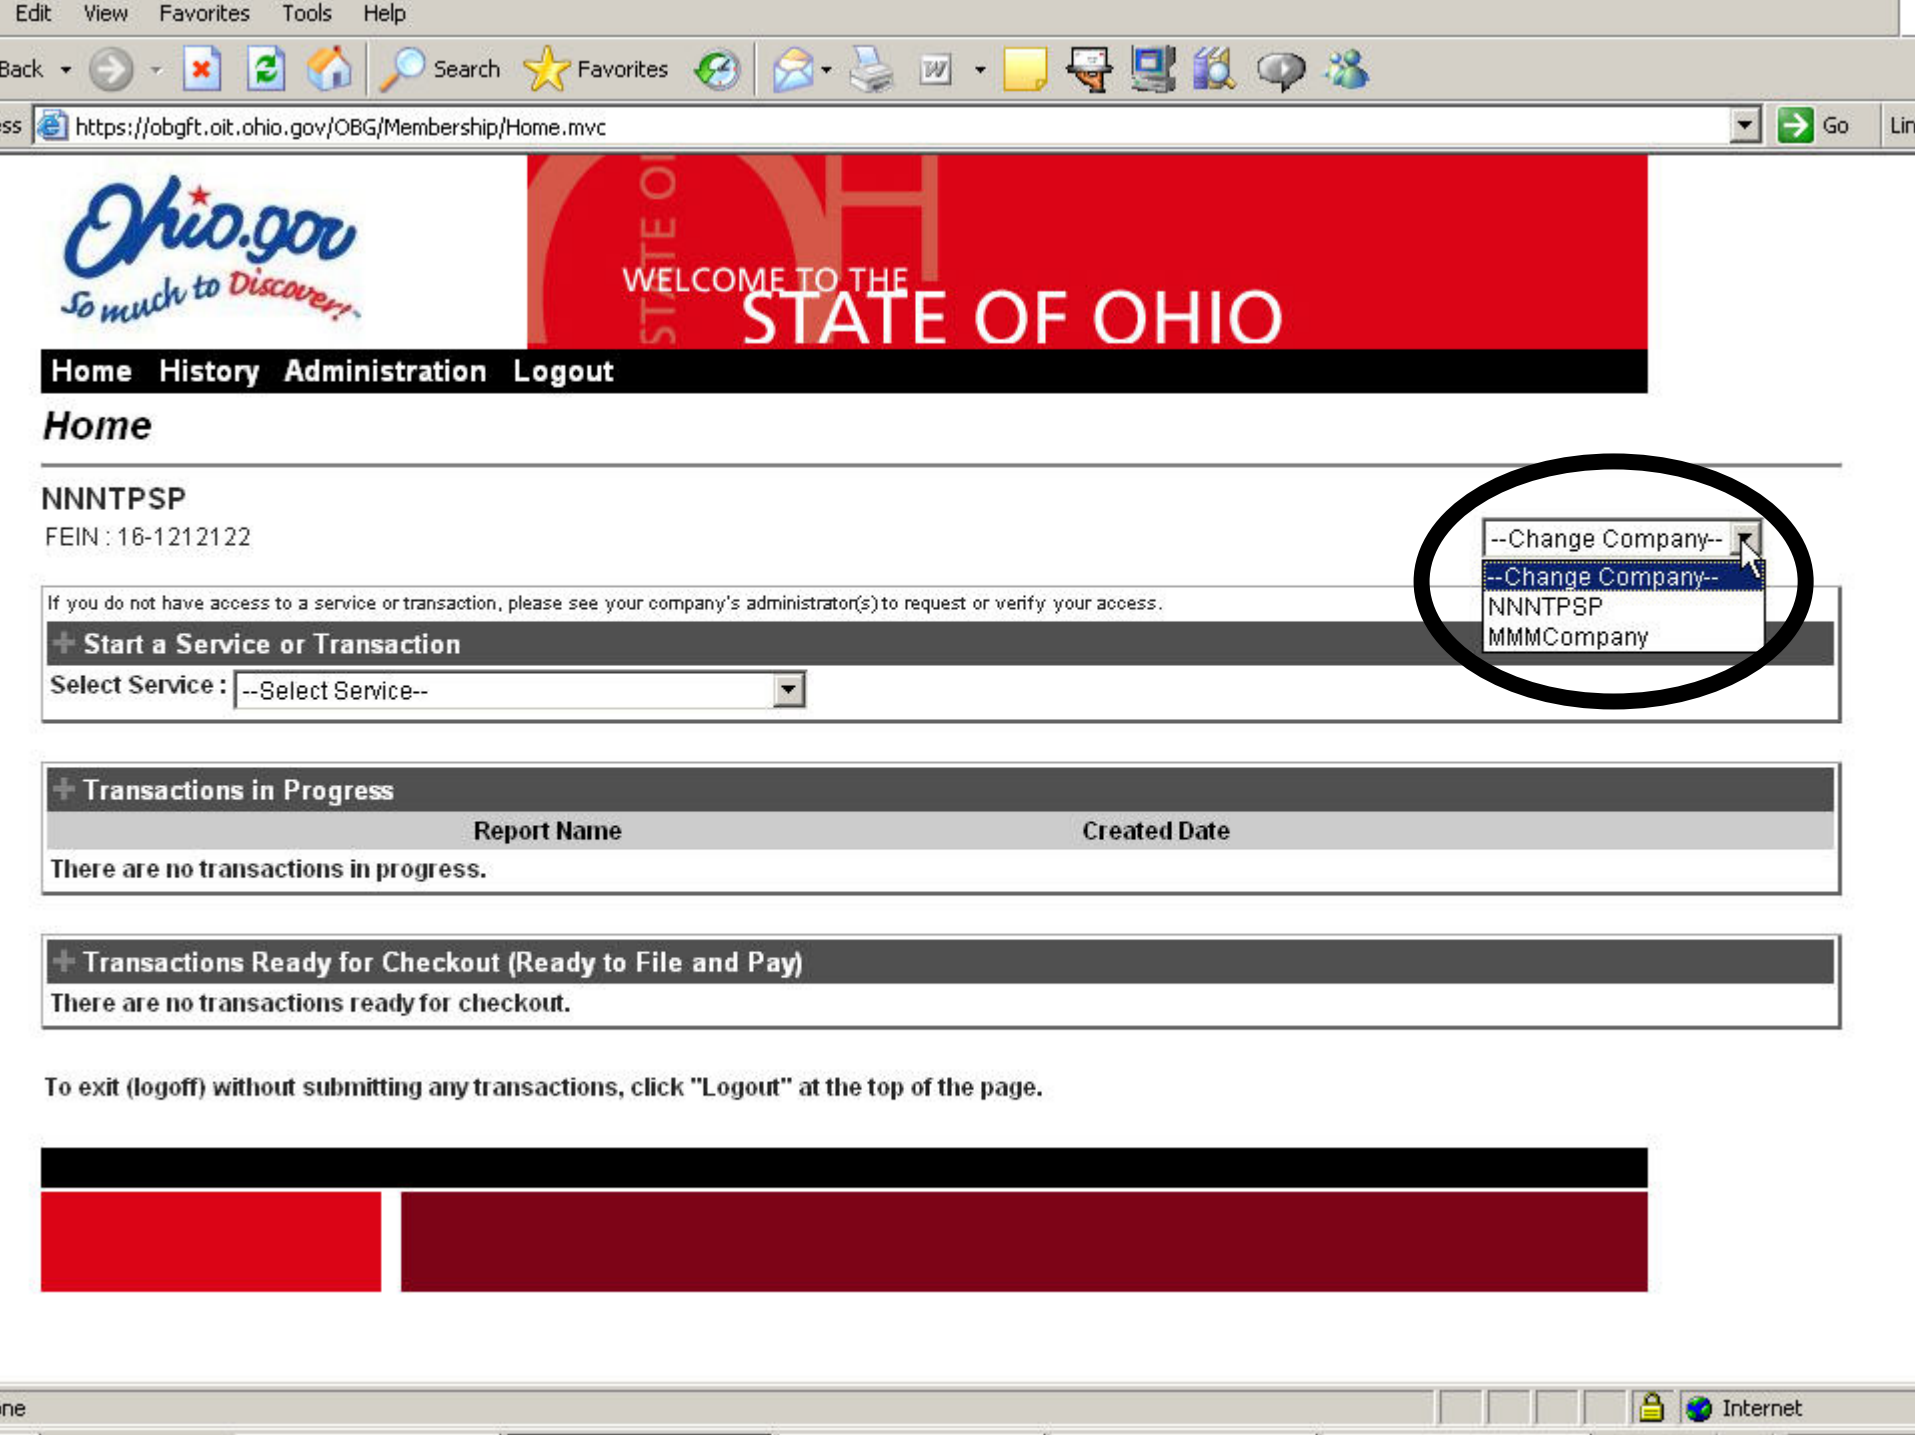 Edit View Favorites Tools Help
Back Search Favorites
https://obgft.oit.ohio.gov/OBG/Membership/Home.mvc Go
Ohio.gov
So much to Discover!
STATE O
WELCOME TO THE
STATE OF OHIO
Home History Administration Logout
Home
NNNTPSP
FEIN : 16-1212122
--Change Company--
--Change Company--
NNNTPSP
MMMCompany
If you do not have access to a service or transaction, please see your company's administrator(s) to request or verify your access.
Start a Service or Transaction
Select Service : --Select Service--
Transactions in Progress
Report Name Created Date
There are no transactions in progress.
Transactions Ready for Checkout (Ready to File and Pay)
There are no transactions ready for checkout.
To exit (logoff) without submitting any transactions, click "Logout" at the top of the page.
Internet